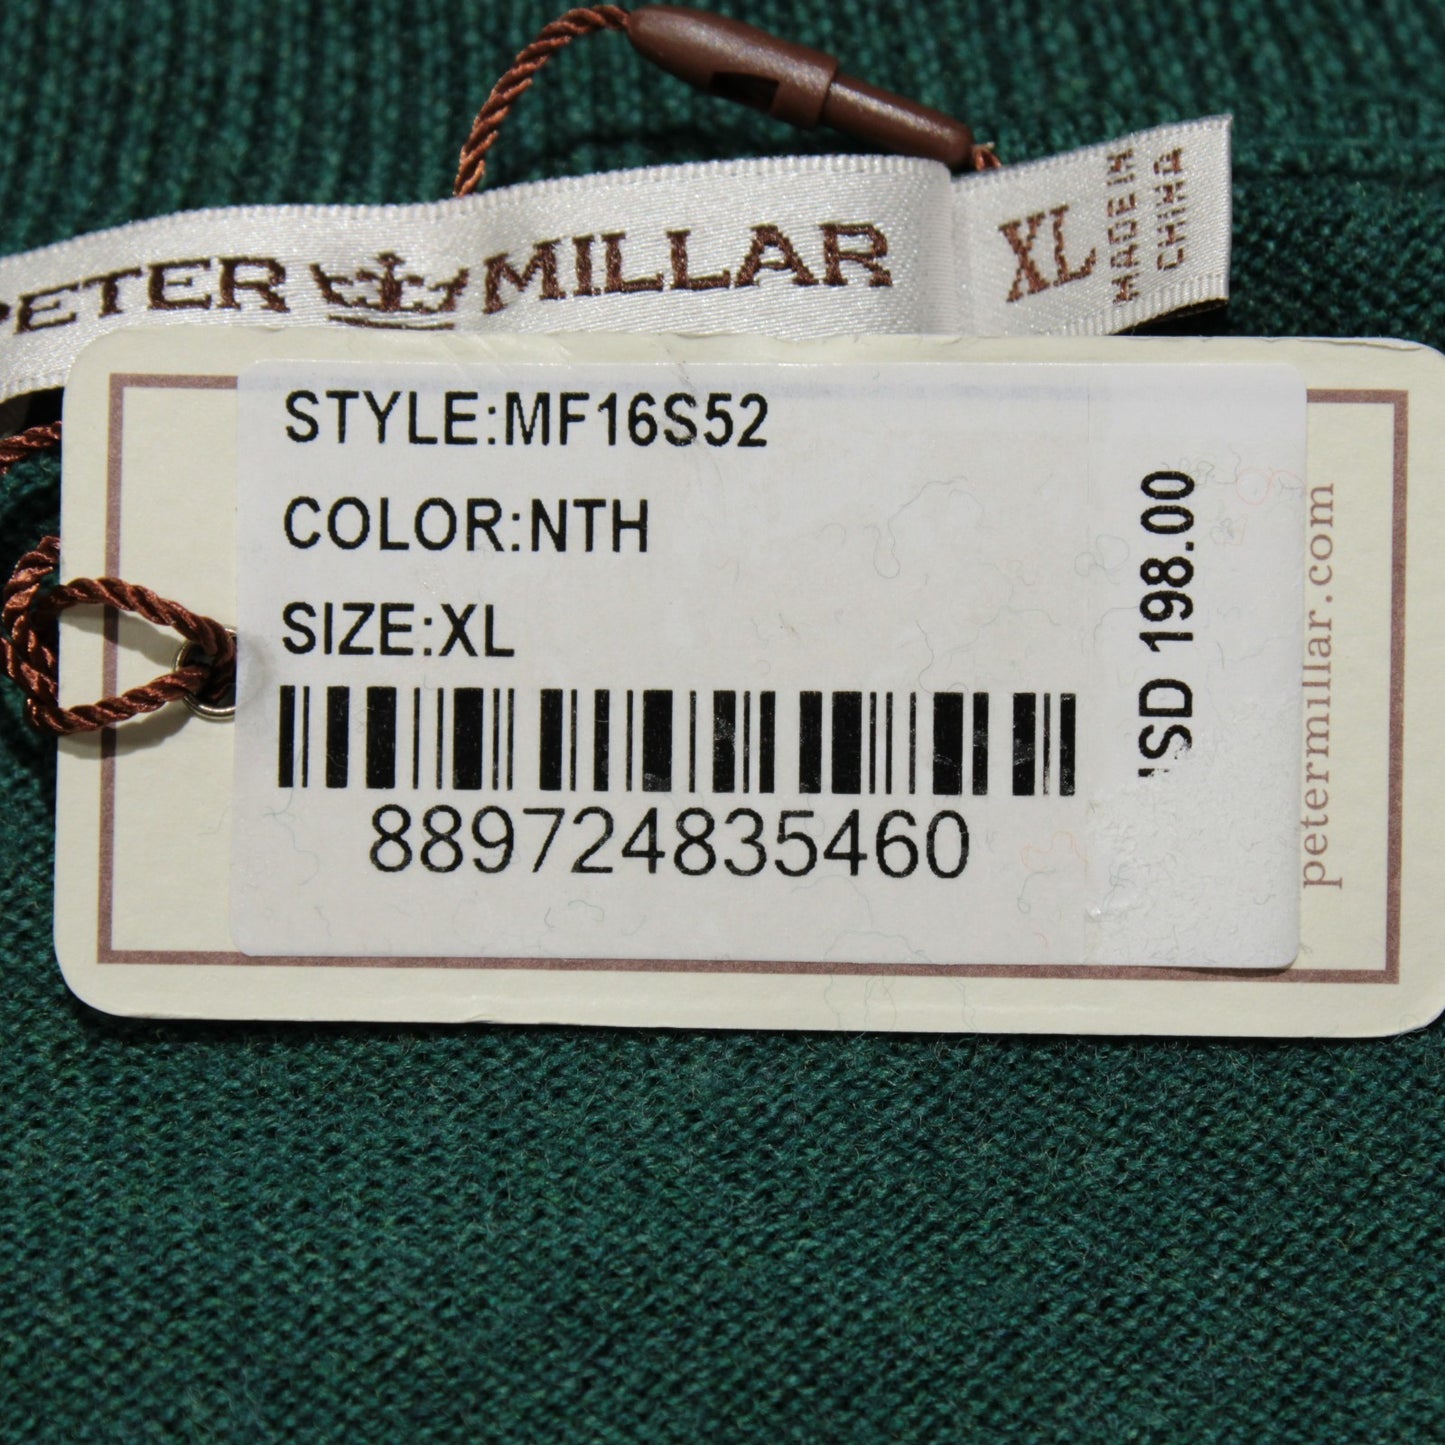 PETER MILLAR
XL
MADE IN
CHINA
STYLE:MF16S52
COLOR:NTH
SIZE:XL
889724835460
SD 198.00
petermillar.com